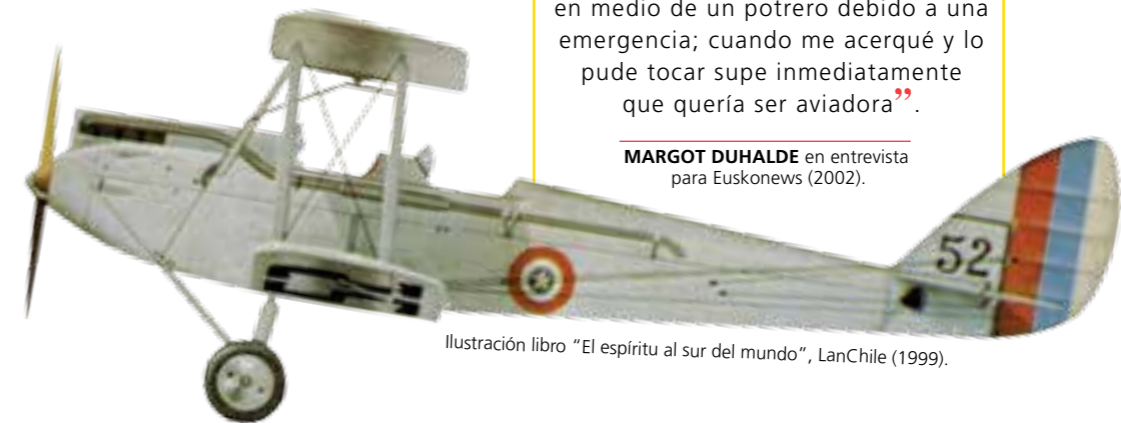 en medio de un potrero debido a una
emergencia; cuando me acerqué y lo
pude tocar supe inmediatamente
que quería ser aviadora”.
MARGOT DUHALDE en entrevista
para Euskonews (2002).
52
Ilustración libro “El espíritu al sur del mundo”, LanChile (1999).